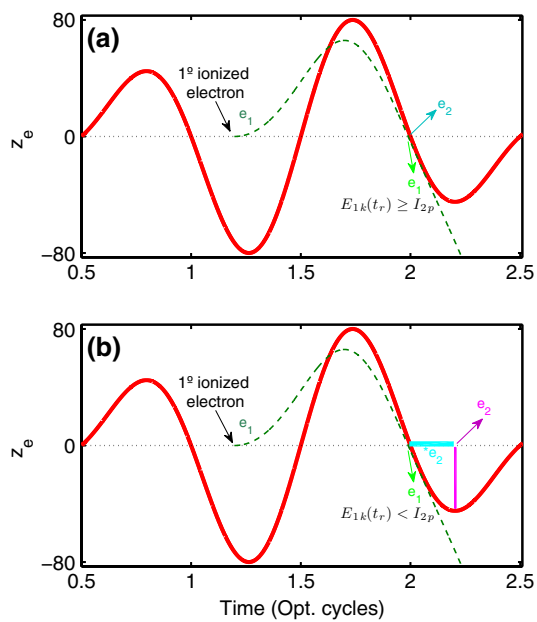 (a)
80
0
−80
z_e
1º ionized
electron
e₁
e₂
e₁
E₁ₖ(tᵣ) ≥ I₂ₚ
0.5 1 1.5 2 2.5
(b)
80
0
−80
z_e
1º ionized
electron
e₁
e₂
*e₂
e₁
E₁ₖ(tᵣ) < I₂ₚ
0.5 1 1.5 2 2.5
Time (Opt. cycles)